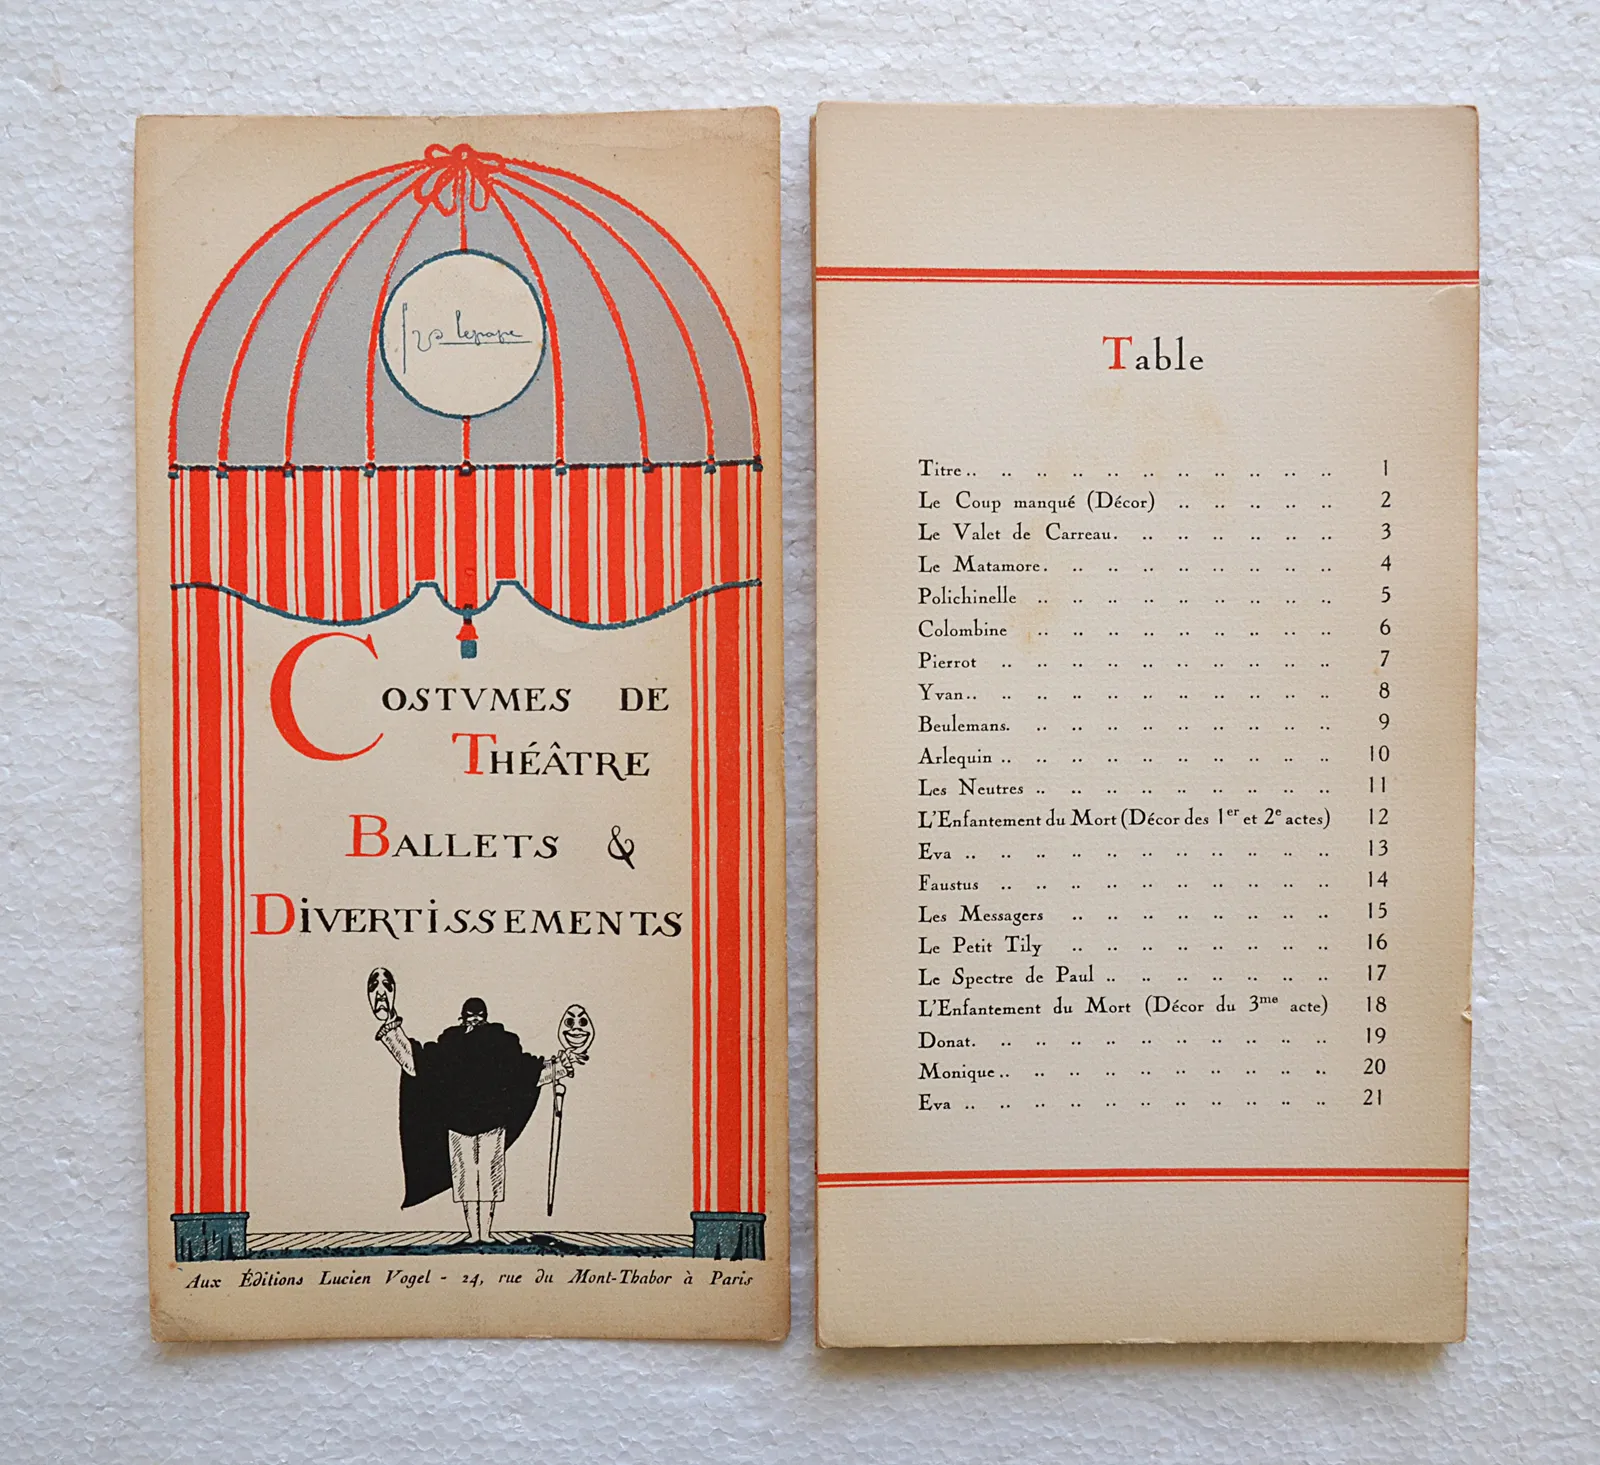 Lepape
COSTVMES DE
THÉÂTRE
BALLETS &
DiVERTiSSEMENTS
Aux Éditions Lucien Vogel - 24, rue du Mont-Thabor à Paris
Table
Titre.. .. .. .. .. .. .. .. .. .. .. 1
Le Coup manqué (Décor) .. .. .. .. .. 2
Le Valet de Carreau. .. .. .. .. .. .. 3
Le Matamore. .. .. .. .. .. .. .. .. 4
Polichinelle .. .. .. .. .. .. .. .. .. 5
Colombine .. .. .. .. .. .. .. .. .. 6
Pierrot .. .. .. .. .. .. .. .. .. .. 7
Yvan.. .. .. .. .. .. .. .. .. .. .. 8
Beulemans. .. .. .. .. .. .. .. .. .. 9
Arlequin .. .. .. .. .. .. .. .. .. .. 10
Les Neutres .. .. .. .. .. .. .. .. .. 11
L'Enfantement du Mort (Décor des 1er et 2e actes) 12
Eva .. .. .. .. .. .. .. .. .. .. .. 13
Faustus .. .. .. .. .. .. .. .. .. .. 14
Les Messagers .. .. .. .. .. .. .. .. 15
Le Petit Tily .. .. .. .. .. .. .. .. 16
Le Spectre de Paul .. .. .. .. .. .. .. 17
L'Enfantement du Mort (Décor du 3me acte) 18
Donat. .. .. .. .. .. .. .. .. .. .. 19
Monique.. .. .. .. .. .. .. .. .. .. 20
Eva .. .. .. .. .. .. .. .. .. .. .. 21